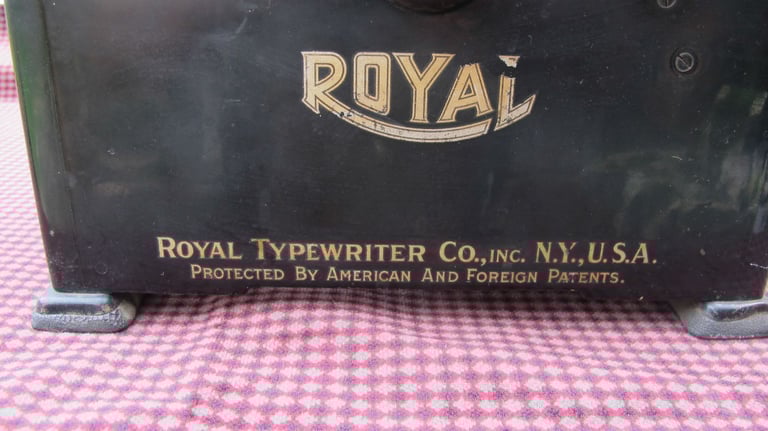 ROYAL
ROYAL TYPEWRITER CO., INC. N.Y., U.S.A.
PROTECTED BY AMERICAN AND FOREIGN PATENTS.